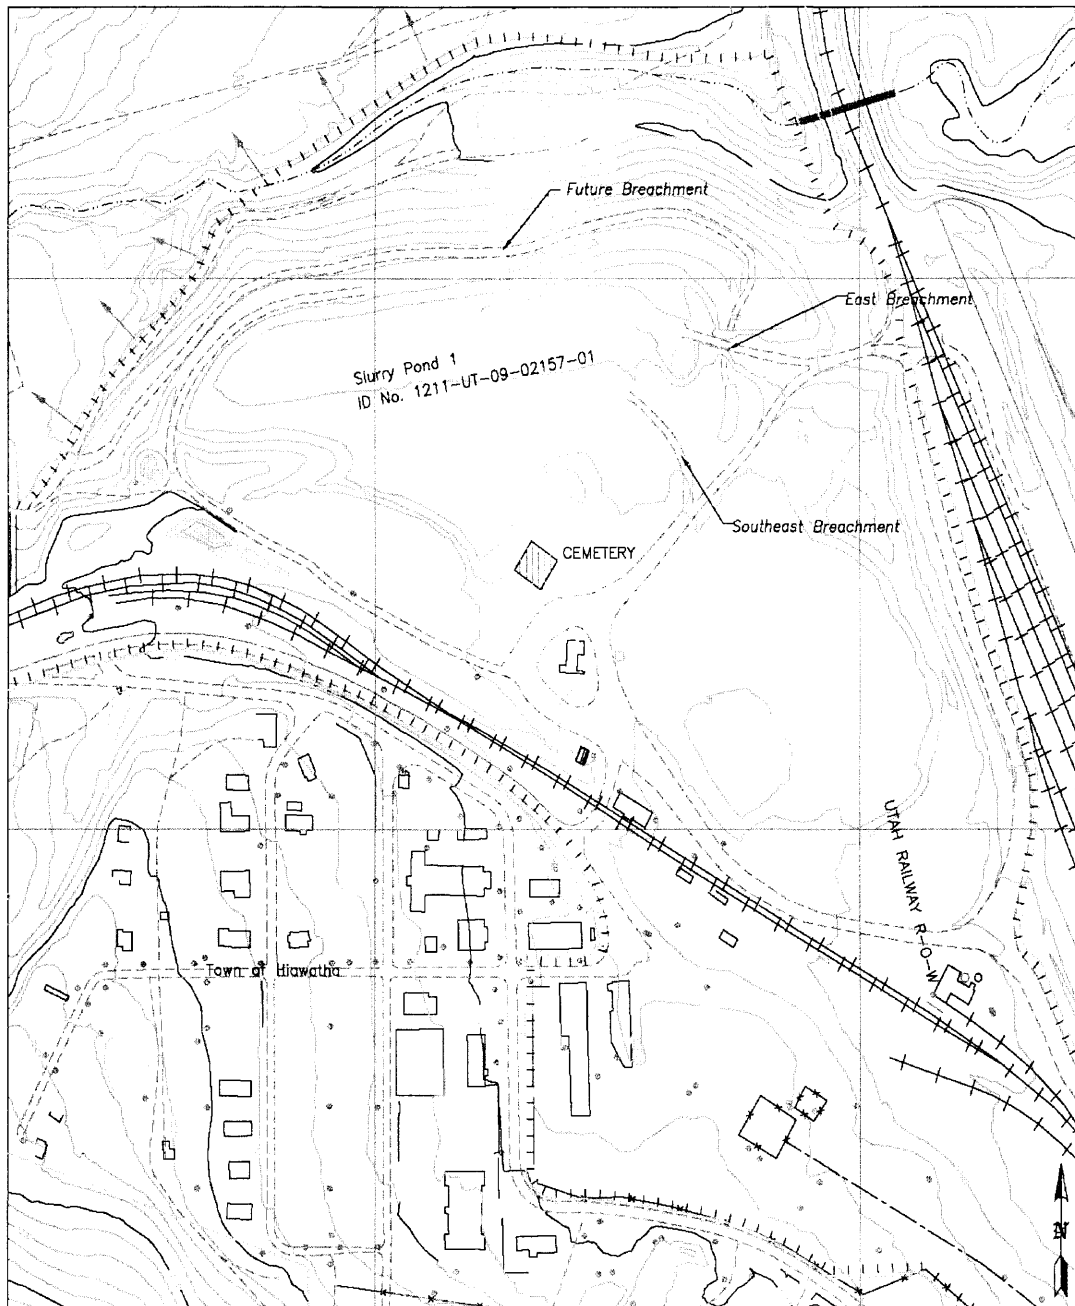 Future Breachment
East Breachment
Slurry Pond 1
ID No. 1211-UT-09-02157-01
Southeast Breachment
CEMETERY
UTAH RAILWAY R-O-W
Town of Hiawatha
N